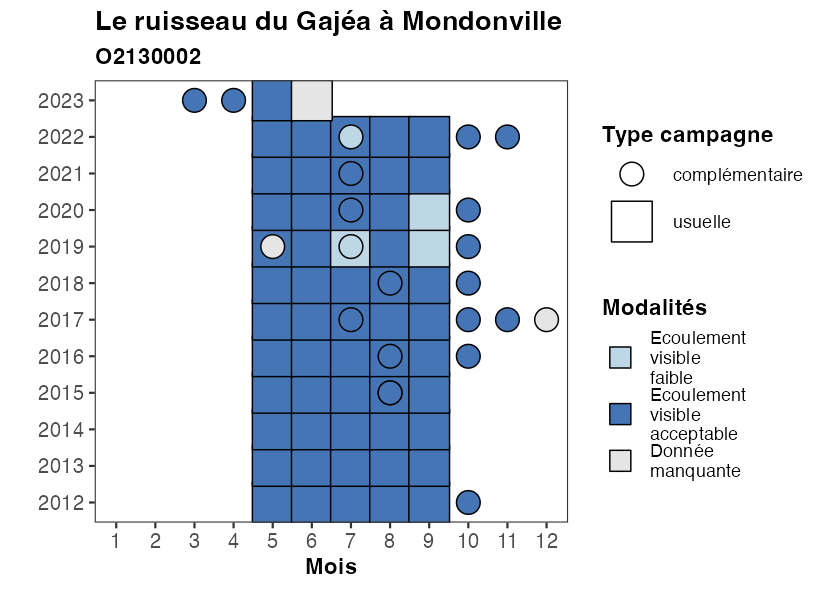 Le ruisseau du Gajéa à Mondonville
O2130002
2023
2022
2021
2020
2019
2018
2017
2016
2015
2014
2013
2012
1 2 3 4 5 6 7 8 9 10 11 12
Mois
Type campagne
complémentaire
usuelle
Modalités
Ecoulement
visible
faible
Ecoulement
visible
acceptable
Donnée
manquante